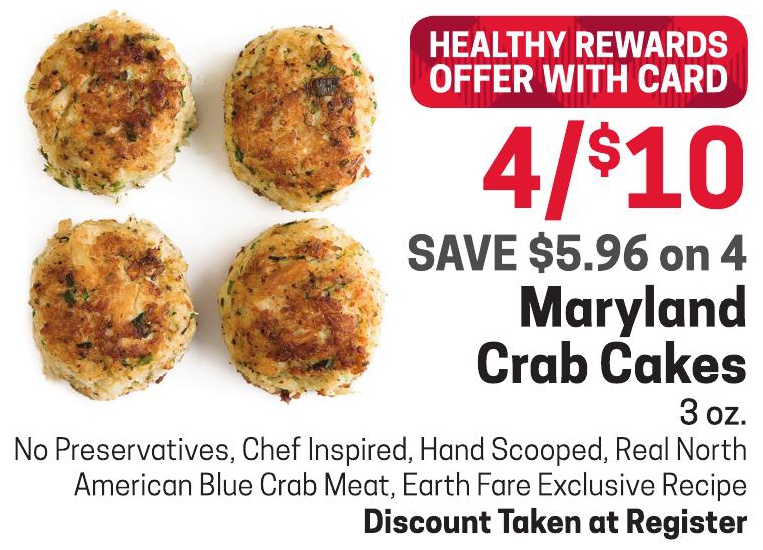 HEALTHY REWARDS
OFFER WITH CARD
4/$10
SAVE $5.96 on 4
Maryland
Crab Cakes
3 oz.
No Preservatives, Chef Inspired, Hand Scooped, Real North
American Blue Crab Meat, Earth Fare Exclusive Recipe
Discount Taken at Register